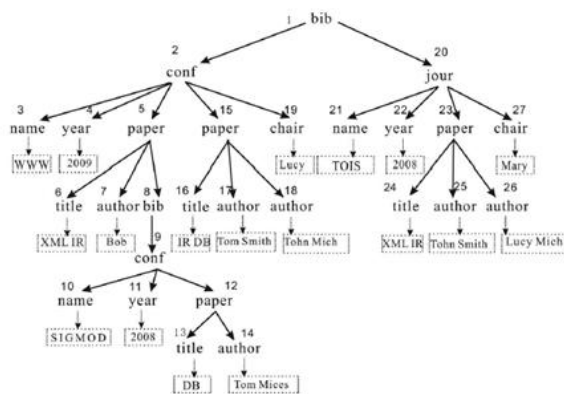 1 bib
2 20
conf jour
3 4 5 15 19 21 22 23 27
name year paper paper chair name year paper chair
WWW 2009 Lucy TOIS 2008 Mary
6 7 8 16 17 18 24 25 26
title author bib title author author title author author
XML IR Bob IR DB Tom Smith Tohn Mich XML IR Tohn Smith Lucy Mich
9
conf
10 11 12
name year paper
SIGMOD 2008 13 14
title author
DB Tom Mices